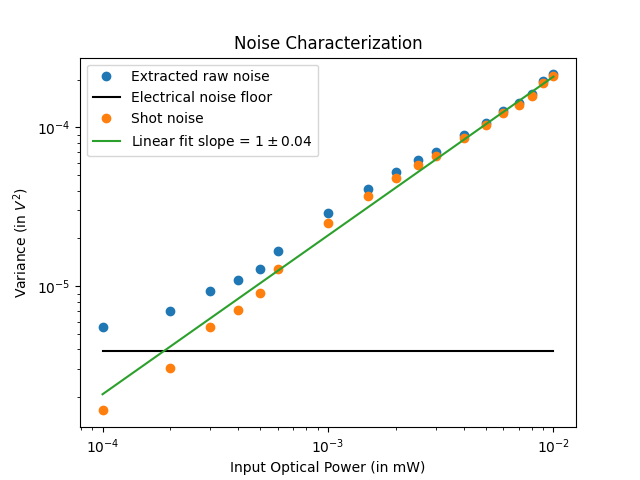 Noise Characterization
Extracted raw noise
Electrical noise floor
Shot noise
Linear fit slope = 1 ± 0.04
Variance (in V²)
10⁻⁴
10⁻⁵
10⁻⁴ 10⁻³ 10⁻²
Input Optical Power (in mW)